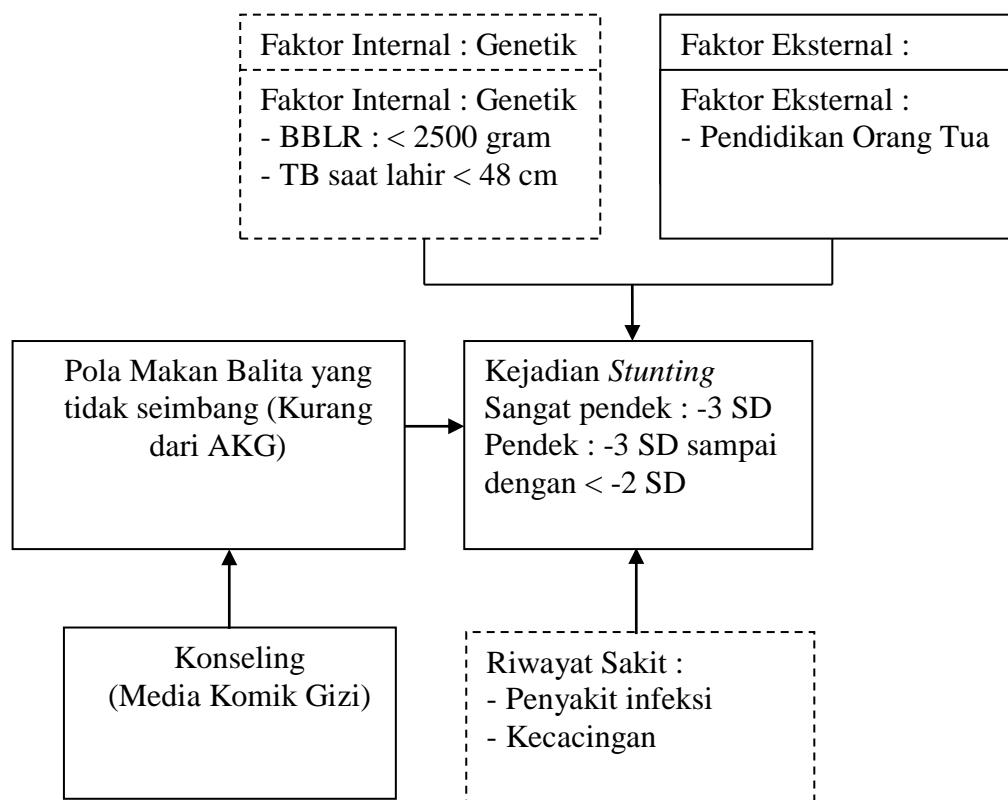 Faktor Internal : Genetik
Faktor Internal : Genetik
- BBLR : < 2500 gram
- TB saat lahir < 48 cm
Faktor Eksternal :
Faktor Eksternal :
- Pendidikan Orang Tua
Pola Makan Balita yang
tidak seimbang (Kurang
dari AKG)
Kejadian Stunting
Sangat pendek : -3 SD
Pendek : -3 SD sampai
dengan < -2 SD
Konseling
(Media Komik Gizi)
Riwayat Sakit :
- Penyakit infeksi
- Kecacingan